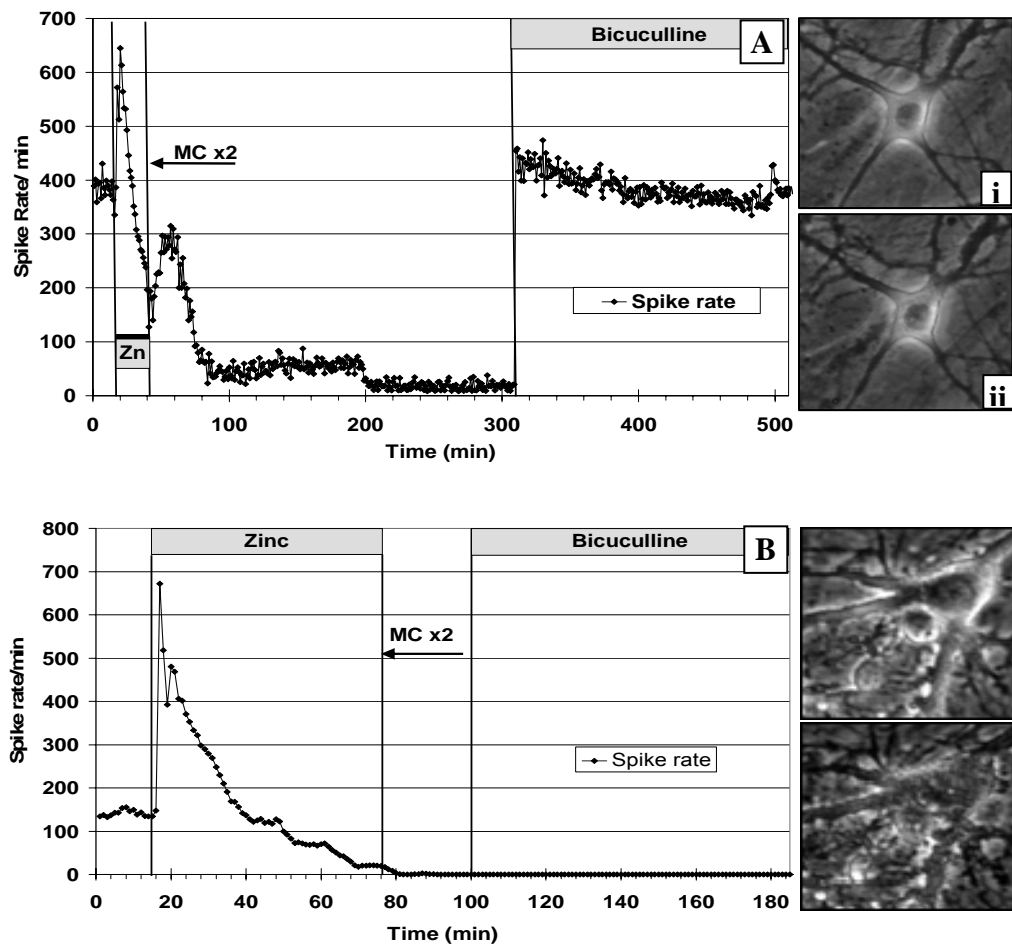 700
600
500
400
300
200
100
0
Spike Rate/ min
Bicuculline
A
MC x2
Spike rate
Zn
0 100 200 300 400 500
Time (min)
i
ii
800
700
600
500
400
300
200
100
0
Spike rate/min
Zinc
Bicuculline
B
MC x2
Spike rate
0 20 40 60 80 100 120 140 160 180
Time (min)